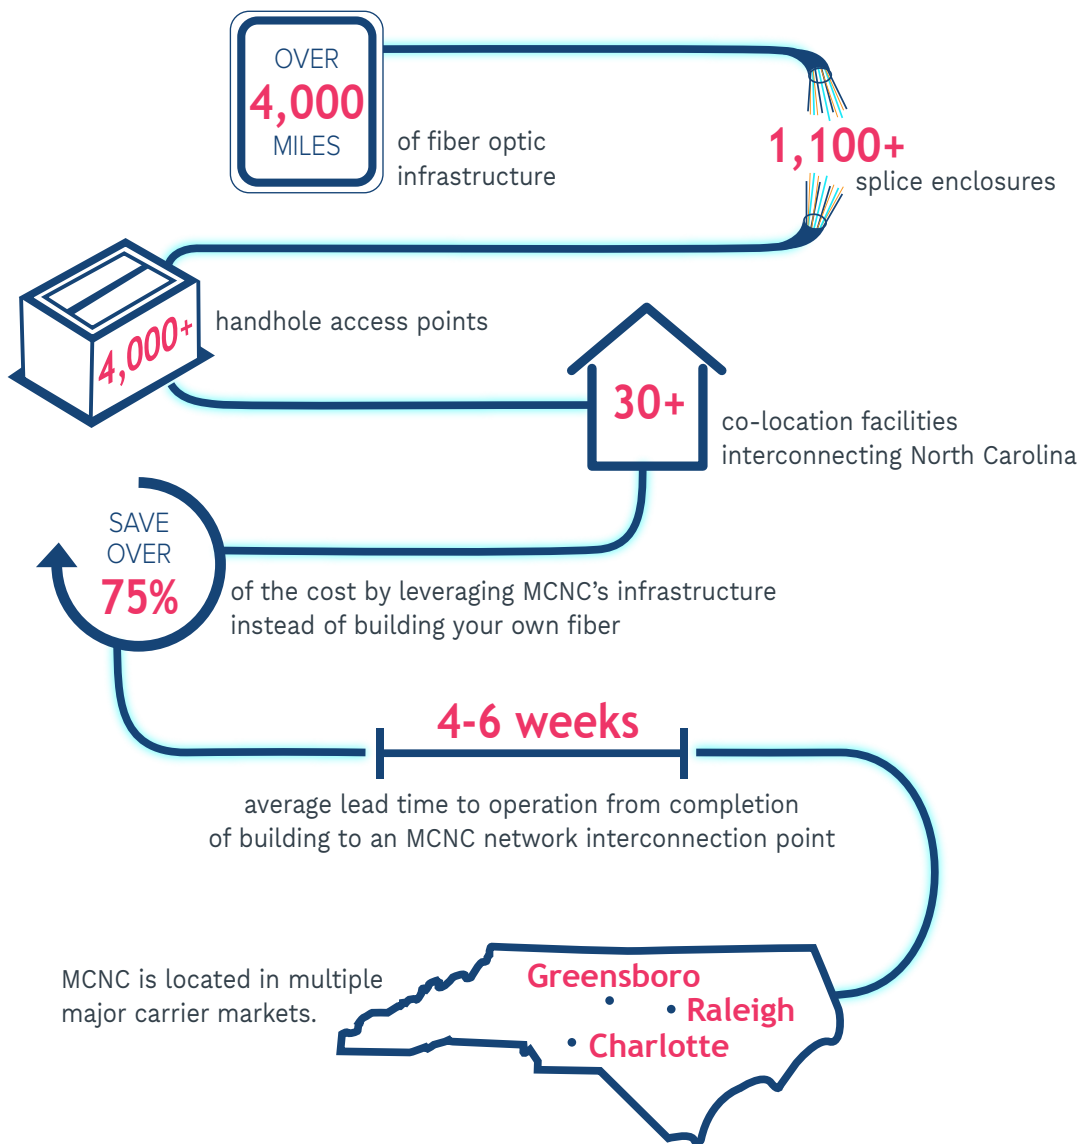 OVER
4,000
MILES
of fiber optic
infrastructure
1,100+
splice enclosures
4,000+
handhole access points
30+
co-location facilities
interconnecting North Carolina
SAVE
OVER
75%
of the cost by leveraging MCNC’s infrastructure
instead of building your own fiber
4-6 weeks
average lead time to operation from completion
of building to an MCNC network interconnection point
MCNC is located in multiple
major carrier markets.
Greensboro
Raleigh
Charlotte